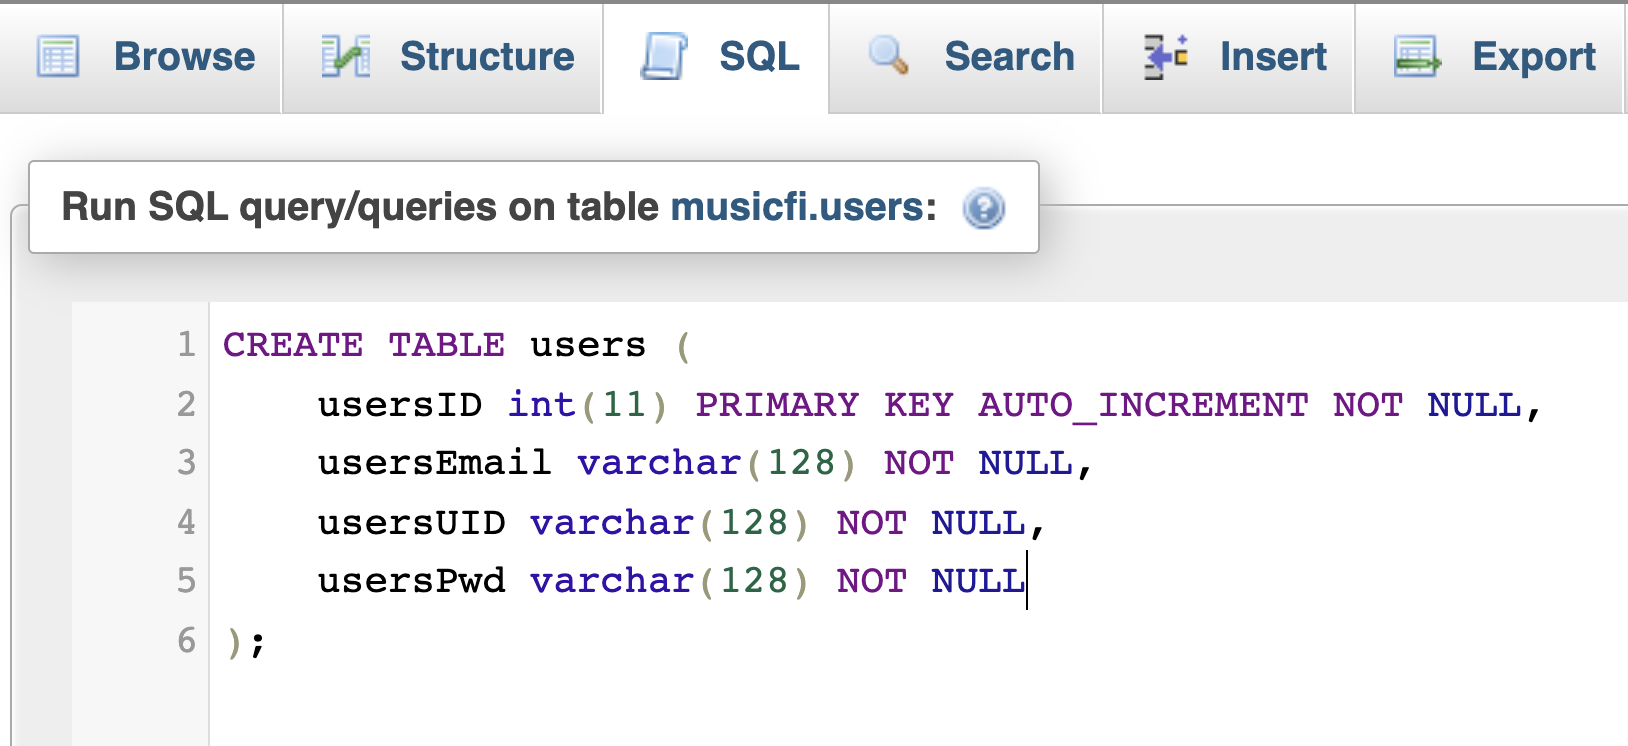 Browse Structure SQL Search Insert Export
Run SQL query/queries on table musicfi.users:
1 CREATE TABLE users (
2     usersID int(11) PRIMARY KEY AUTO_INCREMENT NOT NULL,
3     usersEmail varchar(128) NOT NULL,
4     usersUID varchar(128) NOT NULL,
5     usersPwd varchar(128) NOT NULL
6 );